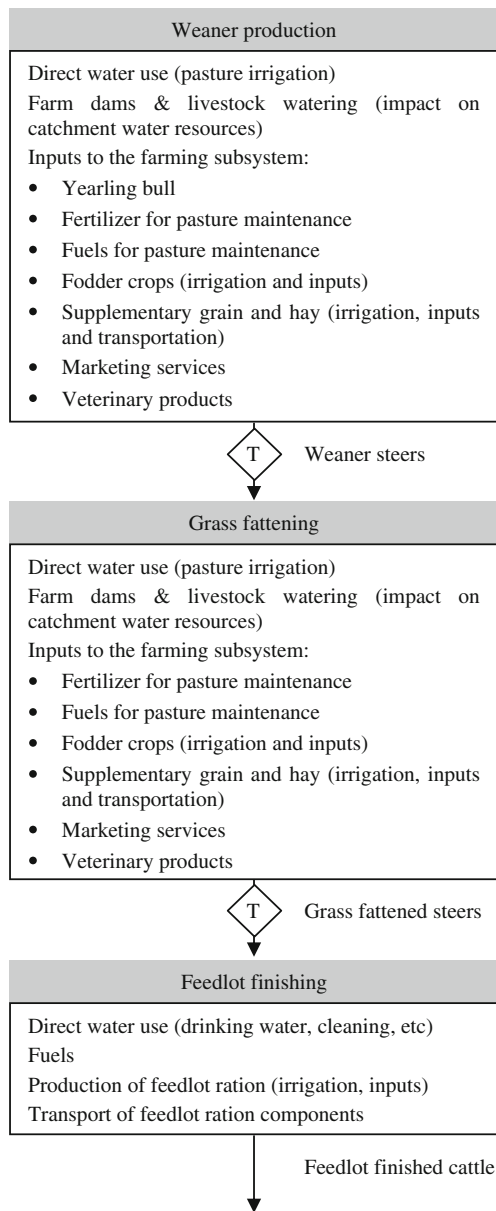 Weaner production
Direct water use (pasture irrigation)
Farm dams & livestock watering (impact on
catchment water resources)
Inputs to the farming subsystem:
• Yearling bull
• Fertilizer for pasture maintenance
• Fuels for pasture maintenance
• Fodder crops (irrigation and inputs)
• Supplementary grain and hay (irrigation, inputs
and transportation)
• Marketing services
• Veterinary products
T Weaner steers
Grass fattening
Direct water use (pasture irrigation)
Farm dams & livestock watering (impact on
catchment water resources)
Inputs to the farming subsystem:
• Fertilizer for pasture maintenance
• Fuels for pasture maintenance
• Fodder crops (irrigation and inputs)
• Supplementary grain and hay (irrigation, inputs
and transportation)
• Marketing services
• Veterinary products
T Grass fattened steers
Feedlot finishing
Direct water use (drinking water, cleaning, etc)
Fuels
Production of feedlot ration (irrigation, inputs)
Transport of feedlot ration components
Feedlot finished cattle